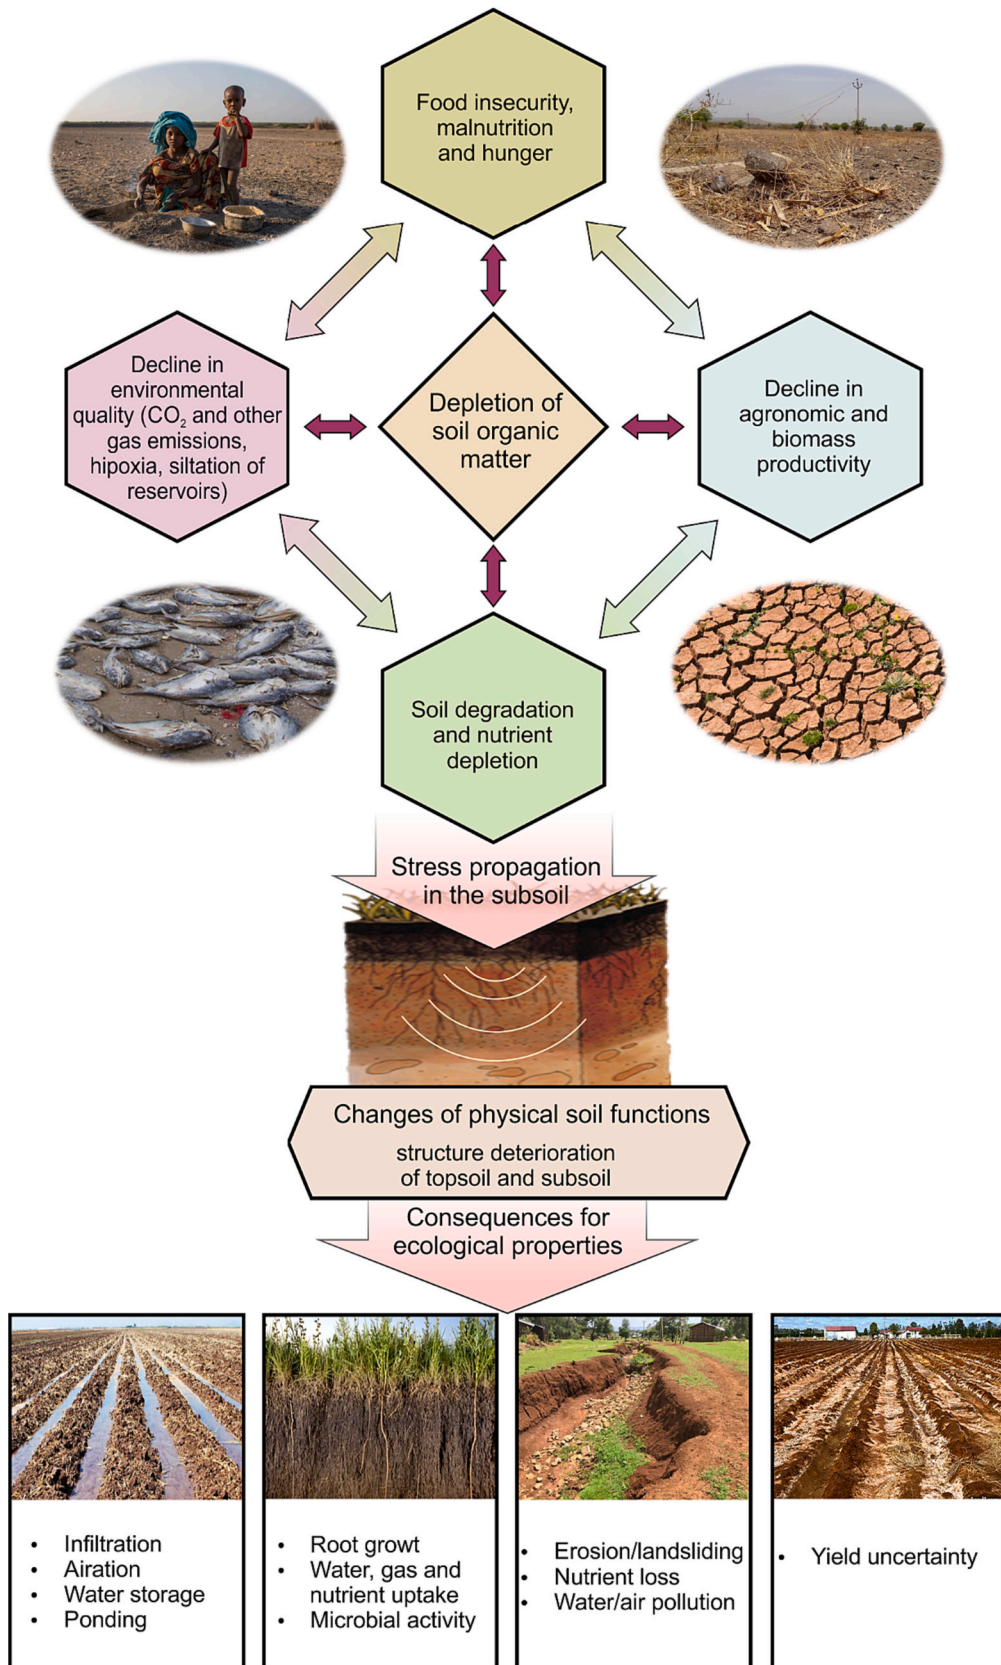 Food insecurity,
malnutrition
and hunger
Decline in
environmental
quality (CO₂ and other
gas emissions,
hipoxia, siltation of
reservoirs)
Depletion of
soil organic
matter
Decline in
agronomic and
biomass
productivity
Soil degradation
and nutrient
depletion
Stress propagation
in the subsoil
Changes of physical soil functions
structure deterioration
of topsoil and subsoil
Consequences for
ecological properties
• Infiltration
• Airation
• Water storage
• Ponding
• Root growt
• Water, gas and
nutrient uptake
• Microbial activity
• Erosion/landsliding
• Nutrient loss
• Water/air pollution
• Yield uncertainty